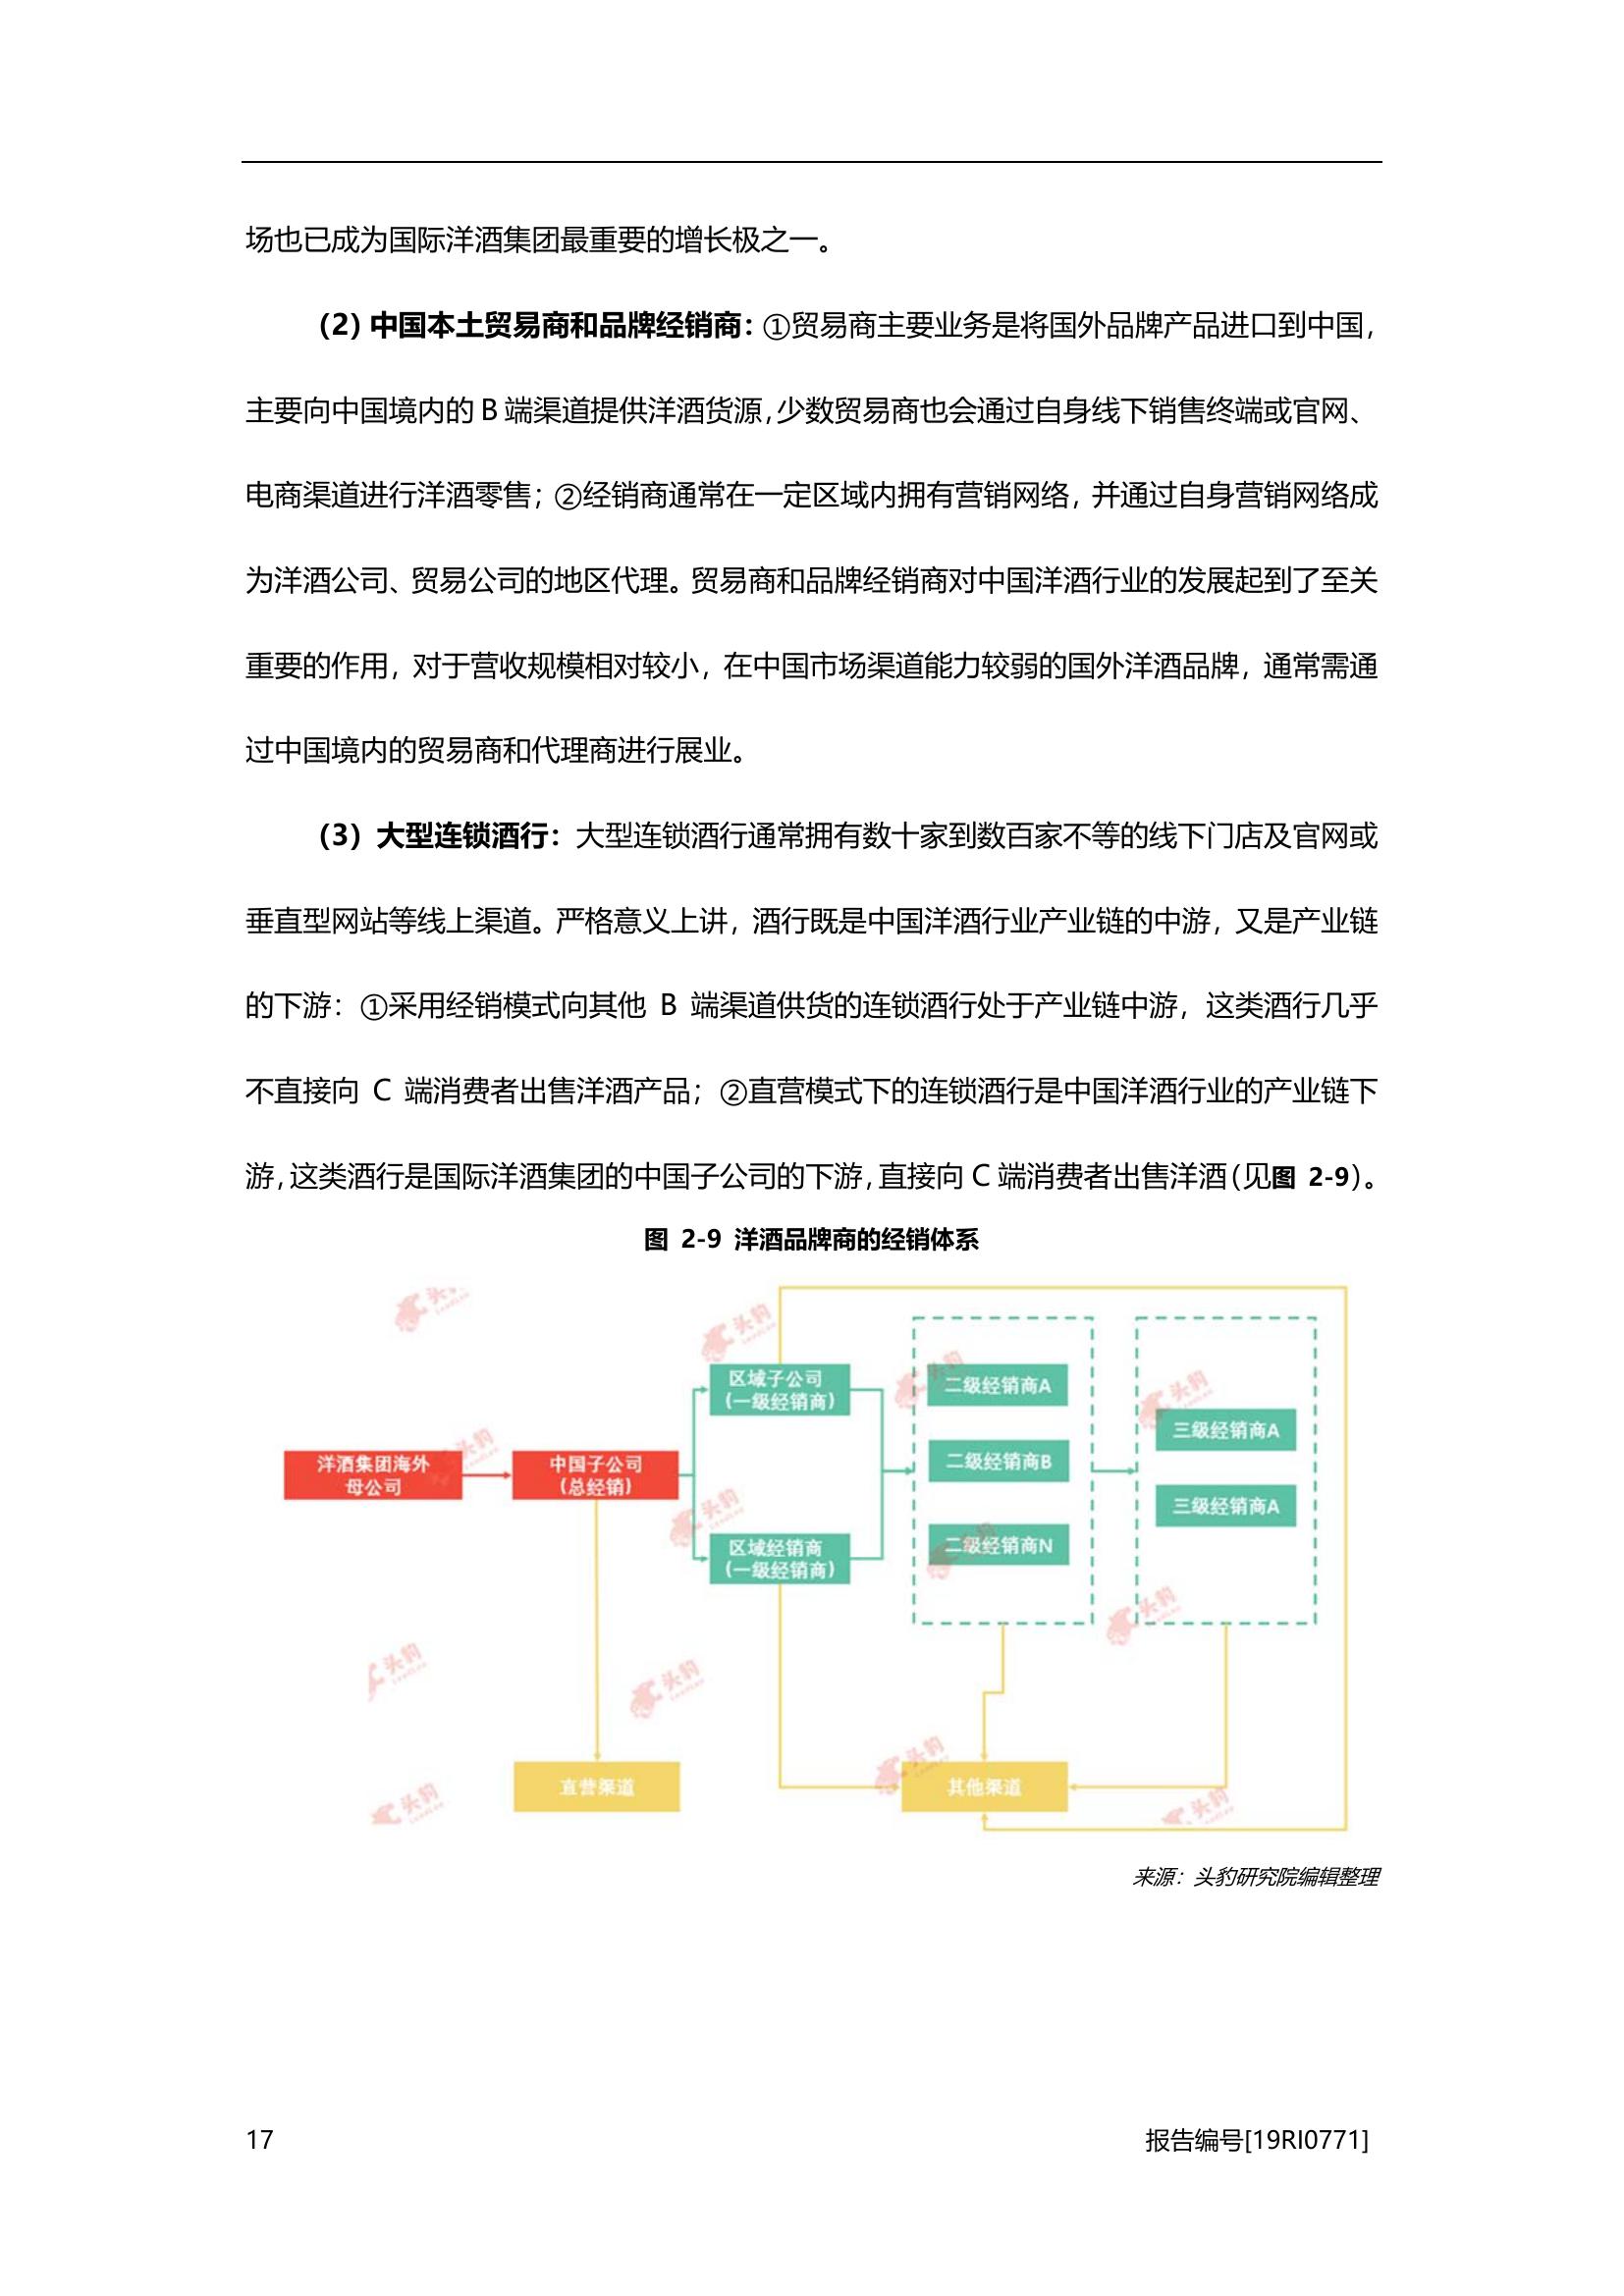 场也已成为国际洋酒集团最重要的增长极之一。
（2）中国本土贸易商和品牌经销商：①贸易商主要业务是将国外品牌产品进口到中国，
主要向中国境内的 B 端渠道提供洋酒货源，少数贸易商也会通过自身线下销售终端或官网、
电商渠道进行洋酒零售；②经销商通常在一定区域内拥有营销网络，并通过自身营销网络成
为洋酒公司、贸易公司的地区代理。贸易商和品牌经销商对中国洋酒行业的发展起到了至关
重要的作用，对于营收规模相对较小，在中国市场渠道能力较弱的国外洋酒品牌，通常需通
过中国境内的贸易商和代理商进行展业。
（3）大型连锁酒行：大型连锁酒行通常拥有数十家到数百家不等的线下门店及官网或
垂直型网站等线上渠道。严格意义上讲，酒行既是中国洋酒行业产业链的中游，又是产业链
的下游：①采用经销模式向其他 B 端渠道供货的连锁酒行处于产业链中游，这类酒行几乎
不直接向 C 端消费者出售洋酒产品；②直营模式下的连锁酒行是中国洋酒行业的产业链下
游，这类酒行是国际洋酒集团的中国子公司的下游，直接向 C 端消费者出售洋酒（见图 2-9）。
图 2-9 洋酒品牌商的经销体系
洋酒集团海外
母公司
中国子公司
（总经销）
区域子公司
（一级经销商）
区域经销商
（一级经销商）
二级经销商A
二级经销商B
二级经销商N
三级经销商A
三级经销商A
直营渠道
其他渠道
头豹
头豹
头豹
头豹
头豹
头豹
头豹
头豹
头豹
头豹
头豹
头豹
来源：头豹研究院编辑整理
17
报告编号[19RI0771]